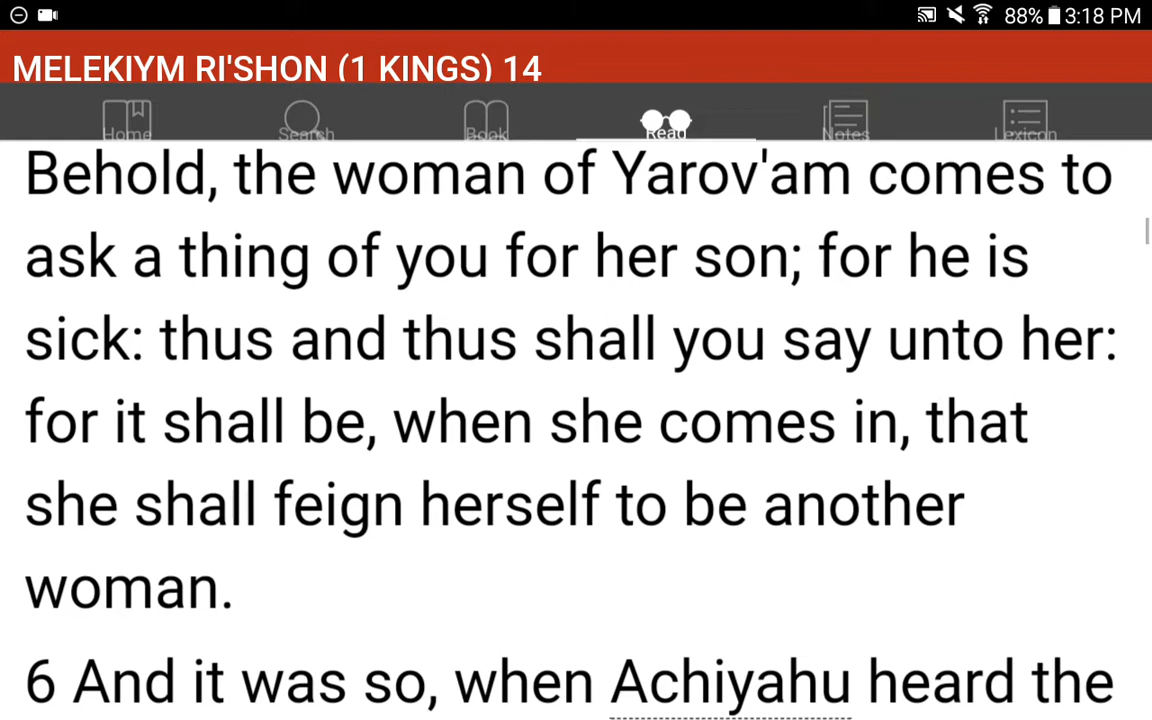 88% 3:18 PM
MELEKIYM RI'SHON (1 KINGS) 14
Home Search Book Read Notes Lexicon
Behold, the woman of Yarov'am comes to
ask a thing of you for her son; for he is
sick: thus and thus shall you say unto her:
for it shall be, when she comes in, that
she shall feign herself to be another
woman.
6 And it was so, when Achiyahu heard the